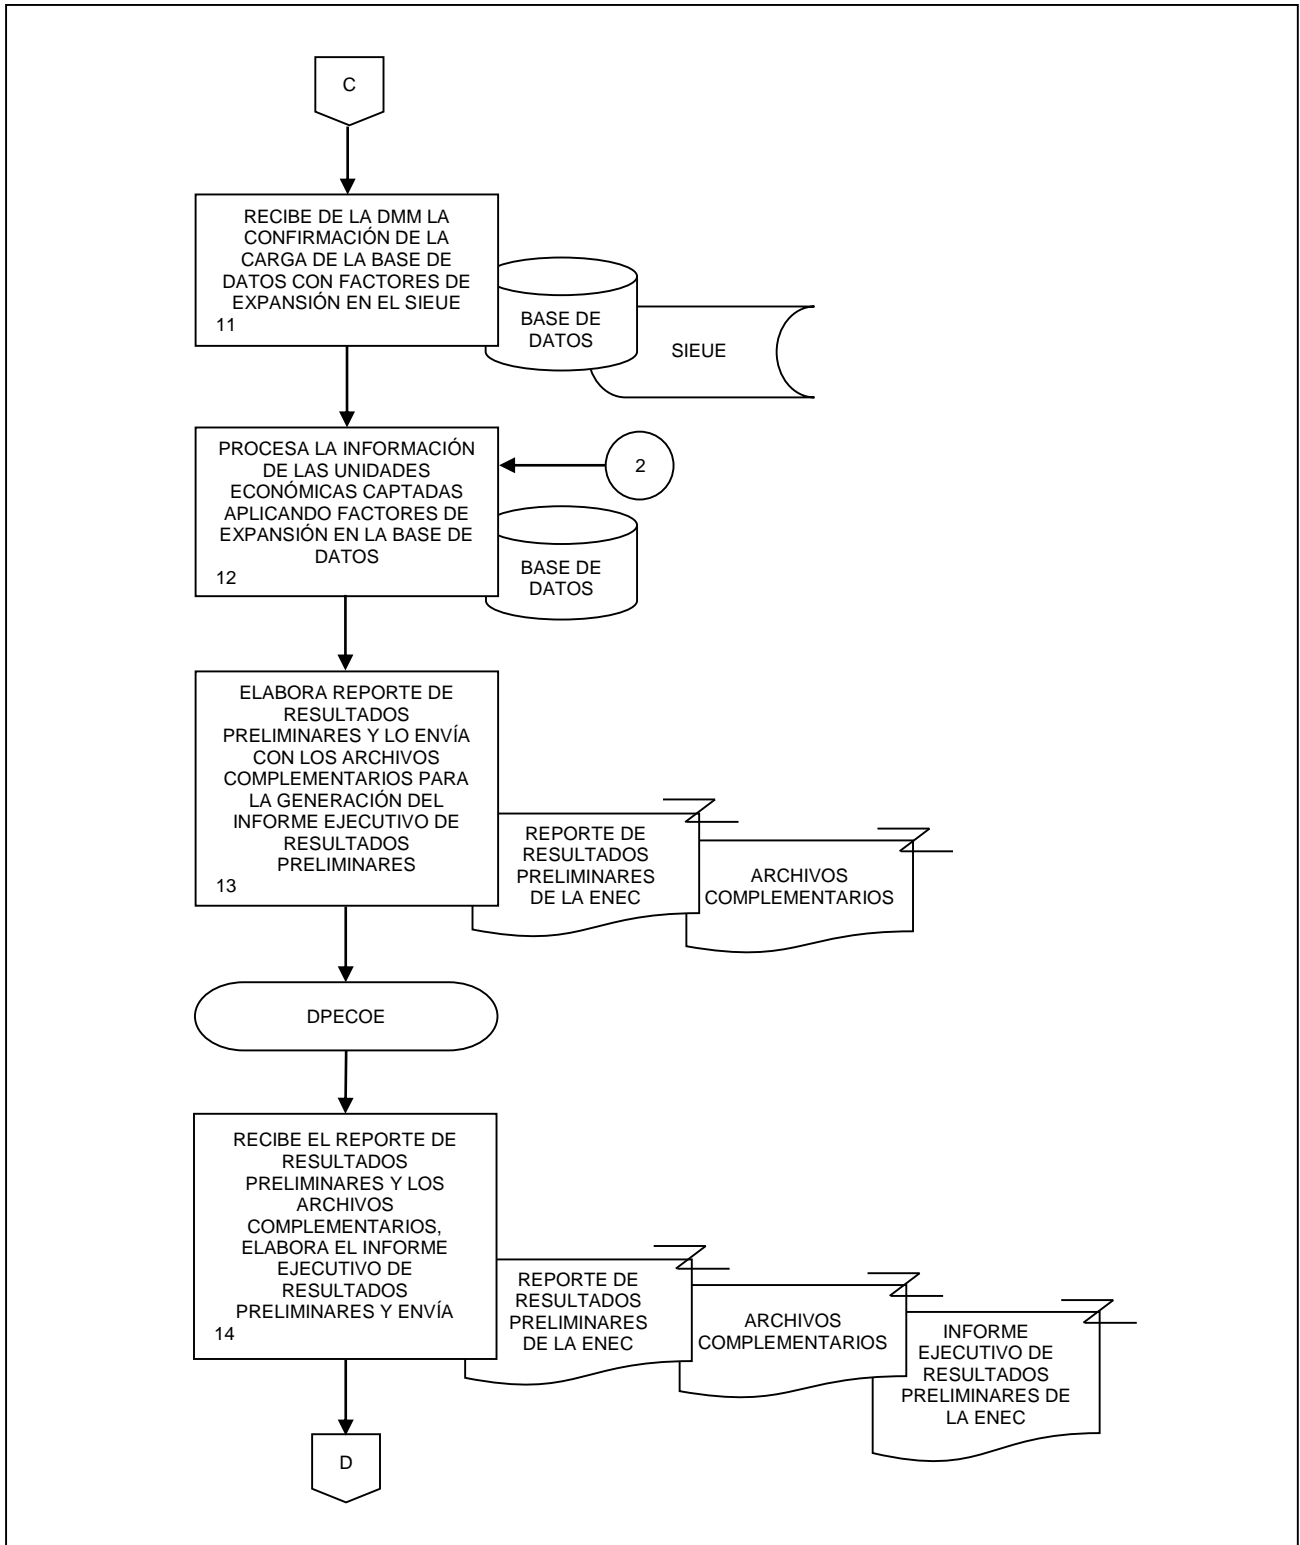 C
RECIBE DE LA DMM LA
CONFIRMACIÓN DE LA
CARGA DE LA BASE DE
DATOS CON FACTORES DE
EXPANSIÓN EN EL SIEUE
11
BASE DE
DATOS
SIEUE
PROCESA LA INFORMACIÓN
DE LAS UNIDADES
ECONÓMICAS CAPTADAS
APLICANDO FACTORES DE
EXPANSIÓN EN LA BASE DE
DATOS
12
2
BASE DE
DATOS
ELABORA REPORTE DE
RESULTADOS
PRELIMINARES Y LO ENVÍA
CON LOS ARCHIVOS
COMPLEMENTARIOS PARA
LA GENERACIÓN DEL
INFORME EJECUTIVO DE
RESULTADOS
PRELIMINARES
13
REPORTE DE
RESULTADOS
PRELIMINARES
DE LA ENEC
ARCHIVOS
COMPLEMENTARIOS
DPECOE
RECIBE EL REPORTE DE
RESULTADOS
PRELIMINARES Y LOS
ARCHIVOS
COMPLEMENTARIOS,
ELABORA EL INFORME
EJECUTIVO DE
RESULTADOS
PRELIMINARES Y ENVÍA
14
REPORTE DE
RESULTADOS
PRELIMINARES
DE LA ENEC
ARCHIVOS
COMPLEMENTARIOS
INFORME
EJECUTIVO DE
RESULTADOS
PRELIMINARES DE
LA ENEC
D